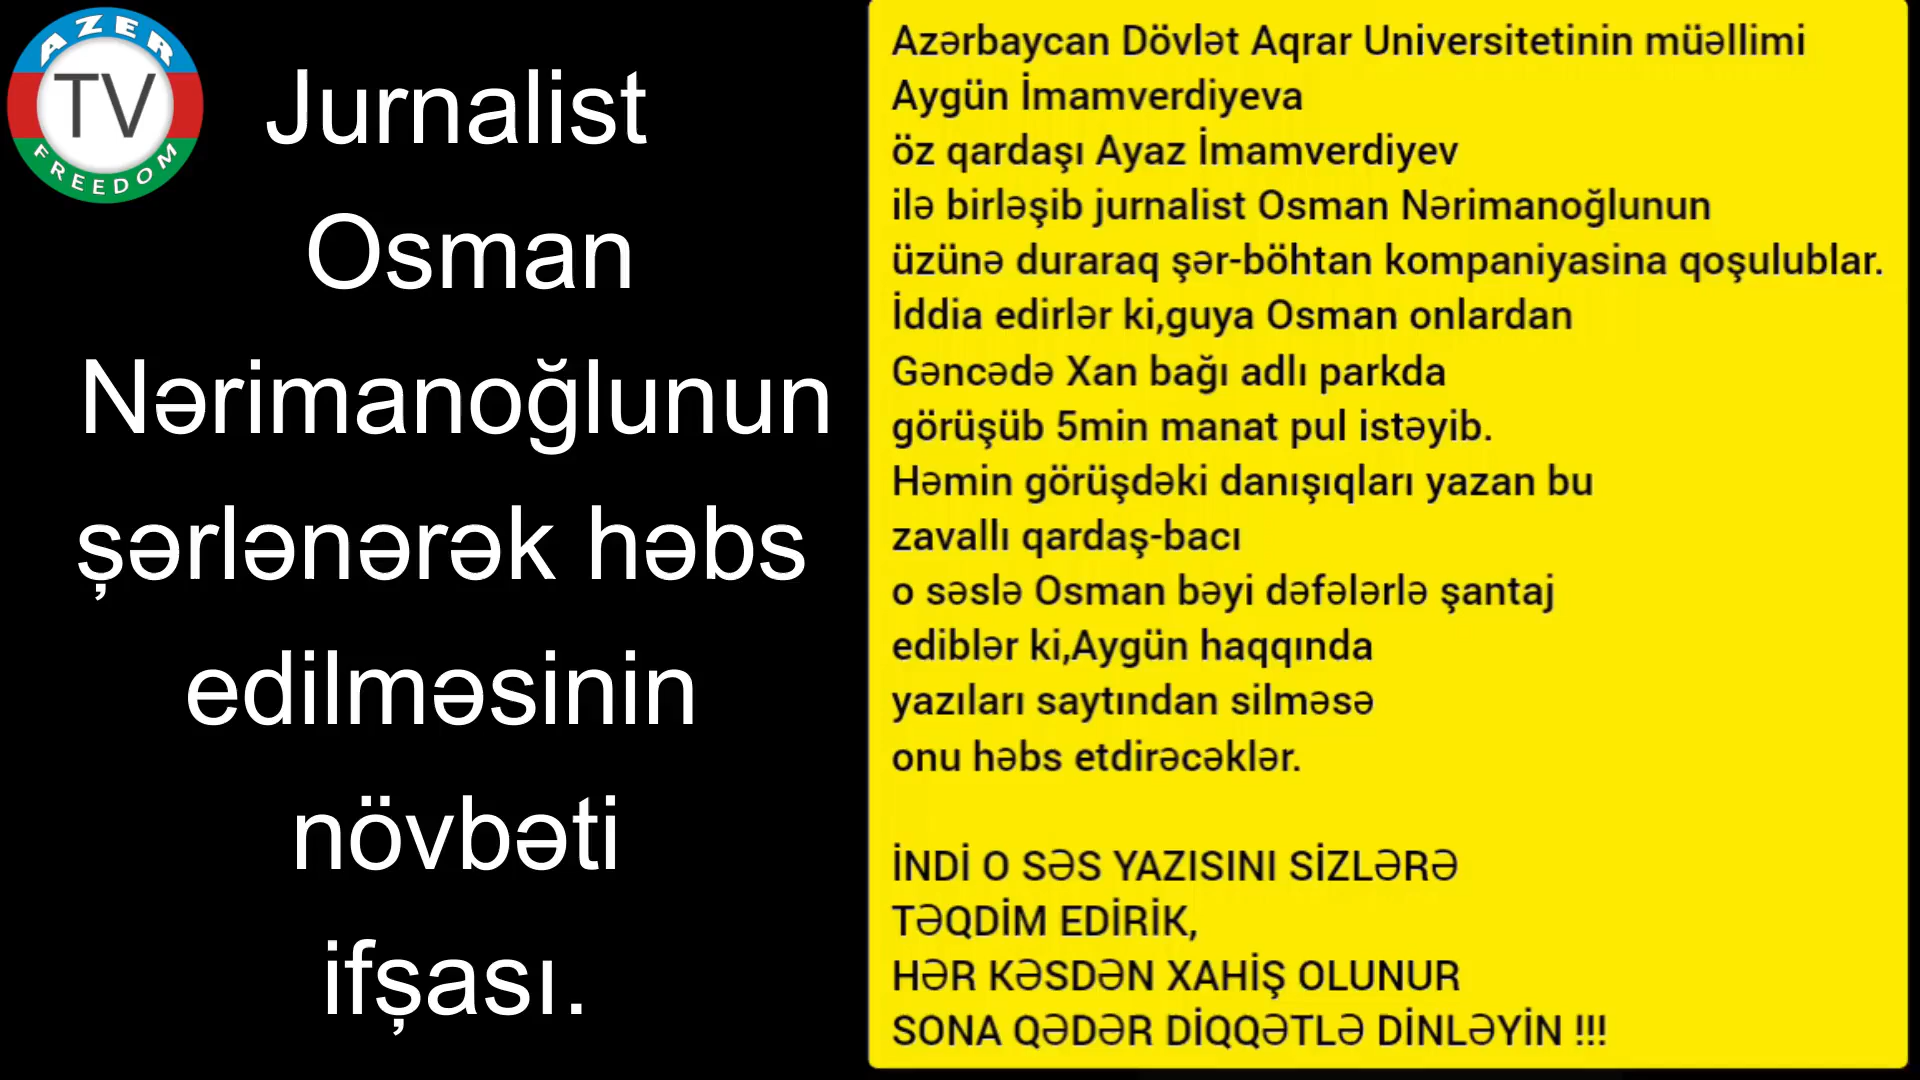 AZER
TV
FREEDOM
Jurnalist
Osman
Nərimanoğlunun
şərlənərək həbs
edilməsinin
növbəti
ifşası.
Azərbaycan Dövlət Aqrar Universitetinin müəllimi
Aygün İmamverdiyeva
öz qardaşı Ayaz İmamverdiyev
ilə birləşib jurnalist Osman Nərimanoğlunun
üzünə duraraq şər-böhtan kompaniyasina qoşulublar.
İddia edirlər ki,guya Osman onlardan
Gəncədə Xan bağı adlı parkda
görüşüb 5min manat pul istəyib.
Həmin görüşdəki danışıqları yazan bu
zavallı qardaş-bacı
o səslə Osman bəyi dəfələrlə şantaj
ediblər ki,Aygün haqqında
yazıları saytından silməsə
onu həbs etdirəcəklər.
İNDİ O SƏS YAZISINI SİZLƏRƏ
TƏQDİM EDİRİK,
HƏR KƏSDƏN XAHİŞ OLUNUR
SONA QƏDƏR DİQQƏTLƏ DİNLƏYİN !!!